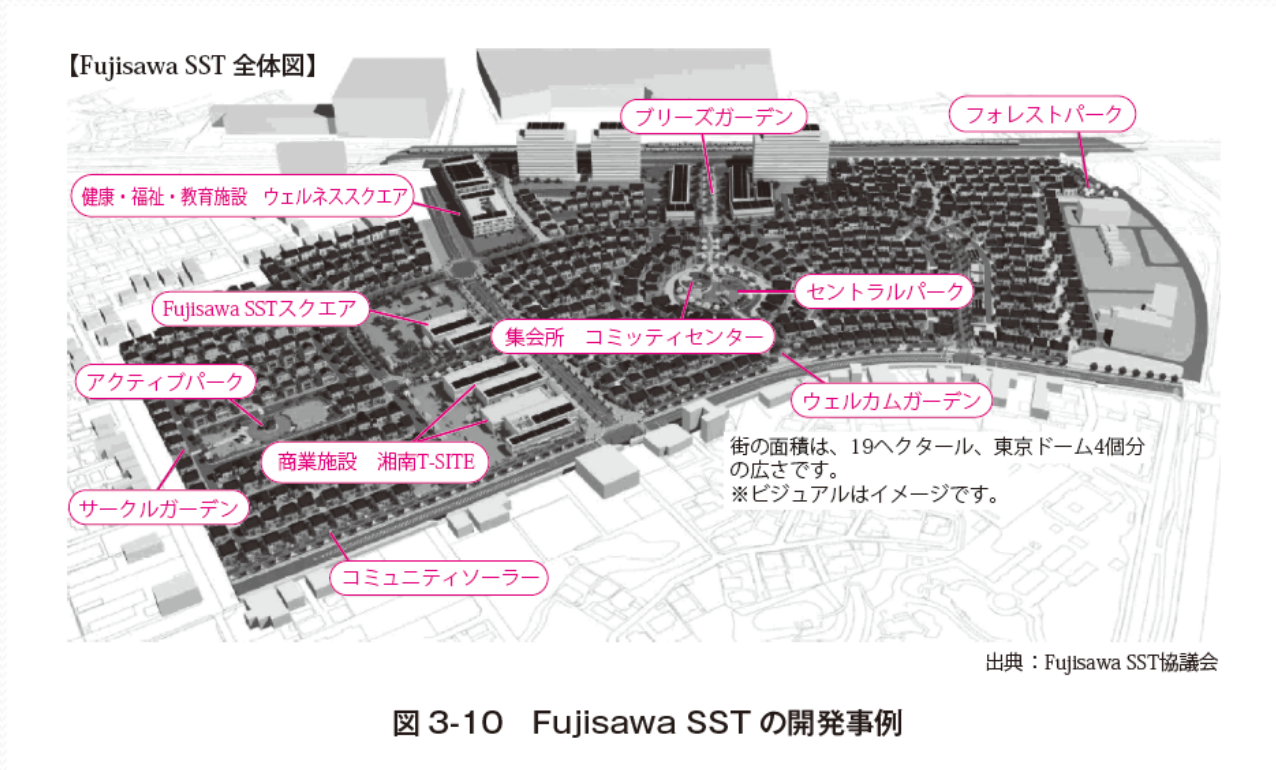 【Fujisawa SST 全体図】
ブリーズガーデン
フォレストパーク
健康・福祉・教育施設　ウェルネススクエア
セントラルパーク
Fujisawa SSTスクエア
集会所　コミッティセンター
アクティブパーク
ウェルカムガーデン
商業施設　湘南T-SITE
サークルガーデン
コミュニティソーラー
街の面積は、19ヘクタール、東京ドーム4個分
の広さです。
※ビジュアルはイメージです。
出典：Fujisawa SST協議会
図 3-10　Fujisawa SST の開発事例